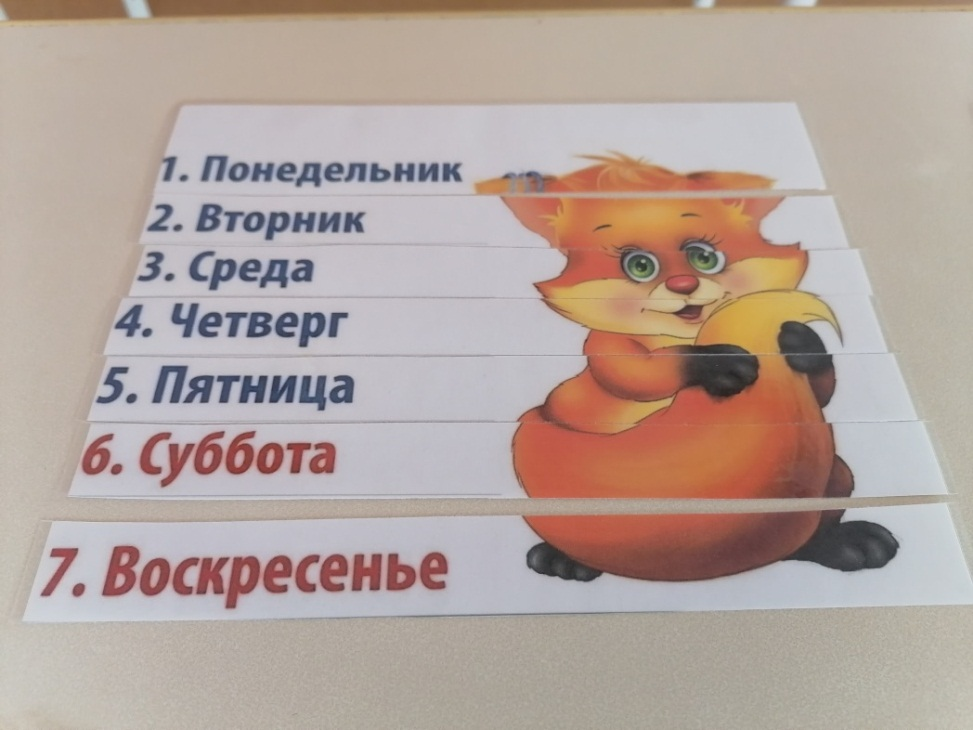 1. Понедельник
2. Вторник
3. Среда
4. Четверг
5. Пятница
6. Суббота
7. Воскресенье